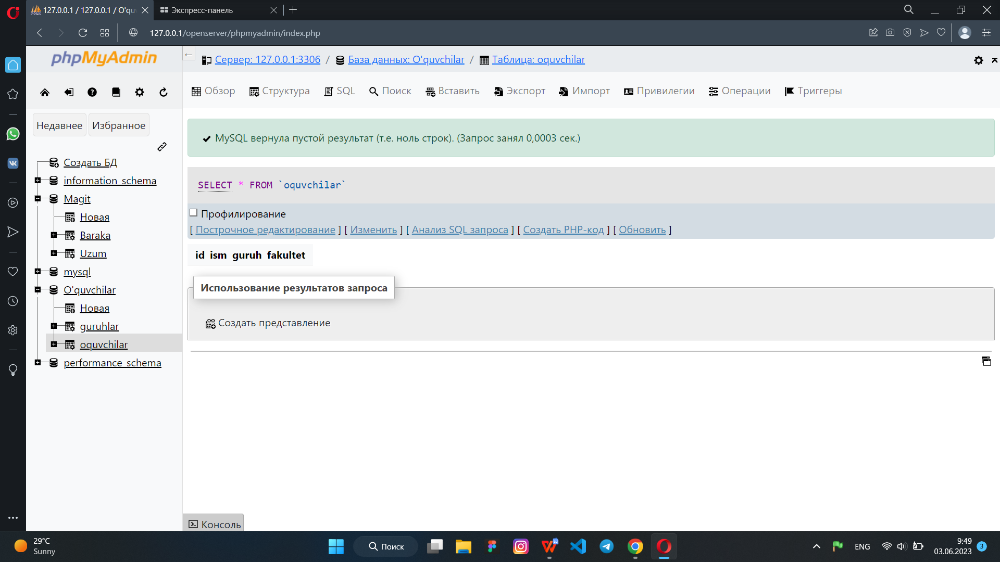 127.0.0.1 / 127.0.0.1 / O'qu
Экспресс-панель
127.0.0.1/openserver/phpmyadmin/index.php
phpMyAdmin
Недавнее
Избранное
Создать БД
information_schema
Magit
Новая
Baraka
Uzum
mysql
O'quvchilar
Новая
guruhlar
oquvchilar
performance_schema
←
Сервер: 127.0.0.1:3306 / База данных: O'quvchilar / Таблица: oquvchilar
Обзор Структура SQL Поиск Вставить Экспорт Импорт Привилегии Операции Триггеры
MySQL вернула пустой результат (т.е. ноль строк). (Запрос занял 0,0003 сек.)
SELECT * FROM `oquvchilar`
Профилирование
[ Построчное редактирование ] [ Изменить ] [ Анализ SQL запроса ] [ Создать PHP-код ] [ Обновить ]
id ism guruh fakultet
Использование результатов запроса
Создать представление
Консоль
29°C
Sunny
Поиск
ENG
9:49
03.06.2023
3